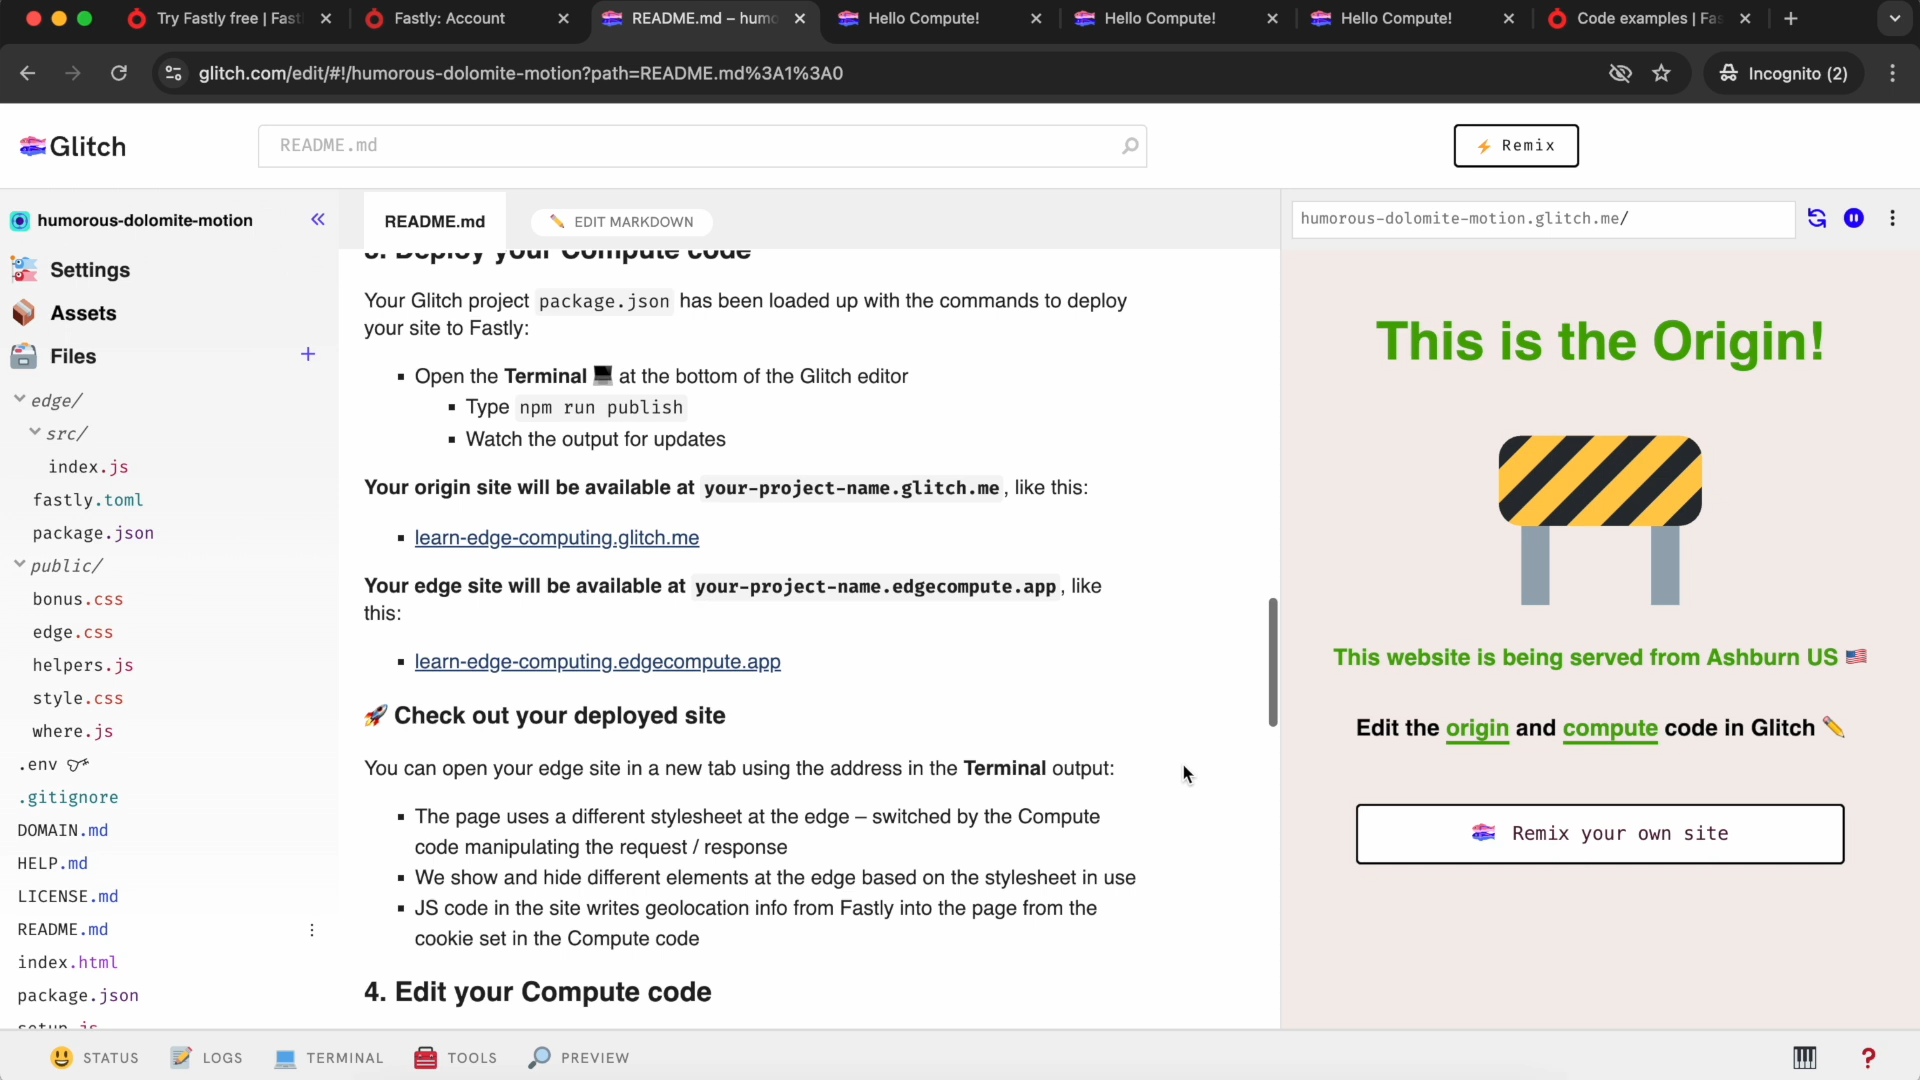 Try Fastly free | Fast
Fastly: Account
README.md – humo
Hello Compute!
Hello Compute!
Hello Compute!
Code examples | Fas
glitch.com/edit/#!/humorous-dolomite-motion?path=README.md%3A1%3A0
Incognito (2)
Glitch
README.md
⚡ Remix
humorous-dolomite-motion
README.md
EDIT MARKDOWN
humorous-dolomite-motion.glitch.me/
Settings
Assets
Files
edge/
src/
index.js
fastly.toml
package.json
public/
bonus.css
edge.css
helpers.js
style.css
where.js
.env
.gitignore
DOMAIN.md
HELP.md
LICENSE.md
README.md
index.html
package.json
setup.js
3. Deploy your Compute code
Your Glitch project package.json has been loaded up with the commands to deploy
your site to Fastly:
▪ Open the Terminal 💻 at the bottom of the Glitch editor
▪ Type npm run publish
▪ Watch the output for updates
Your origin site will be available at your-project-name.glitch.me, like this:
▪ learn-edge-computing.glitch.me
Your edge site will be available at your-project-name.edgecompute.app, like
this:
▪ learn-edge-computing.edgecompute.app
🚀 Check out your deployed site
You can open your edge site in a new tab using the address in the Terminal output:
▪ The page uses a different stylesheet at the edge – switched by the Compute
code manipulating the request / response
▪ We show and hide different elements at the edge based on the stylesheet in use
▪ JS code in the site writes geolocation info from Fastly into the page from the
cookie set in the Compute code
4. Edit your Compute code
This is the Origin!
This website is being served from Ashburn US 🇺🇸
Edit the origin and compute code in Glitch ✏️
Remix your own site
STATUS
LOGS
TERMINAL
TOOLS
PREVIEW
?